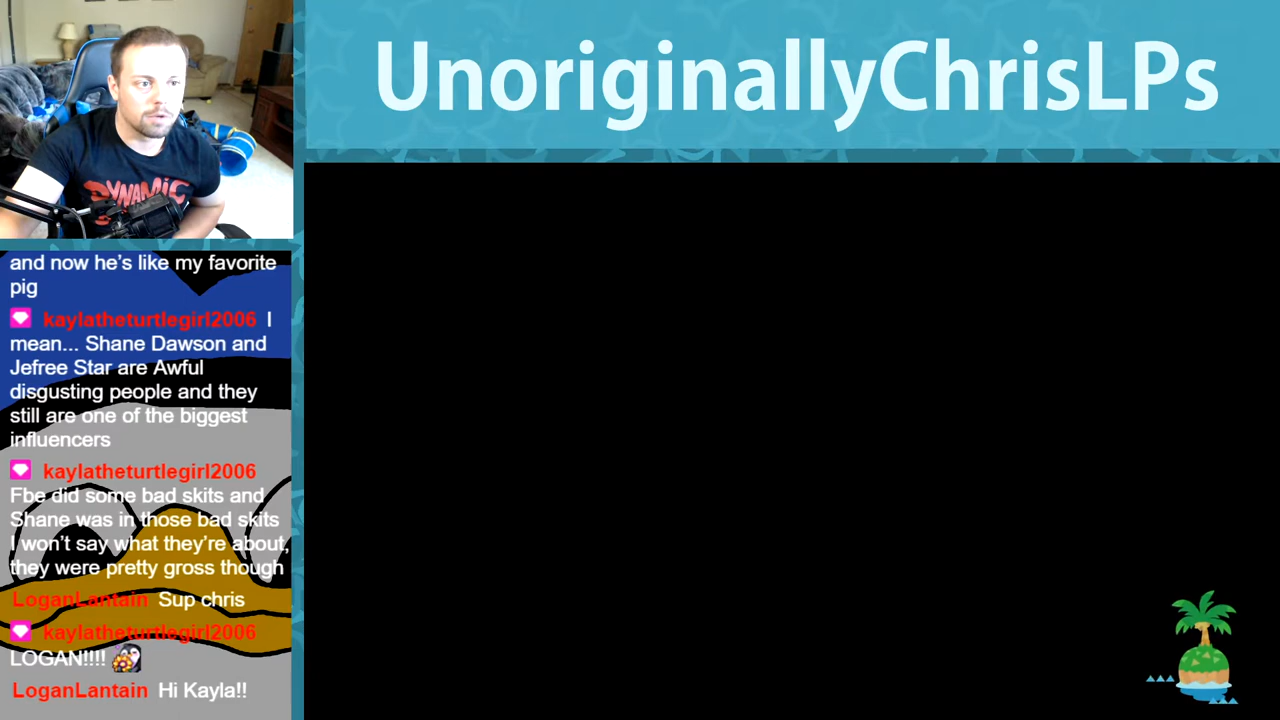 UnoriginallyChrisLPs
DYNAMIC
and now he's like my favorite
pig
kaylatheturtlegirl2006 I
mean... Shane Dawson and
Jefree Star are Awful
disgusting people and they
still are one of the biggest
influencers
kaylatheturtlegirl2006
Fbe did some bad skits and
Shane was in those bad skits
I won't say what they're about,
they were pretty gross though
LoganLantain Sup chris
kaylatheturtlegirl2006
LOGAN!!!!
LoganLantain Hi Kayla!!